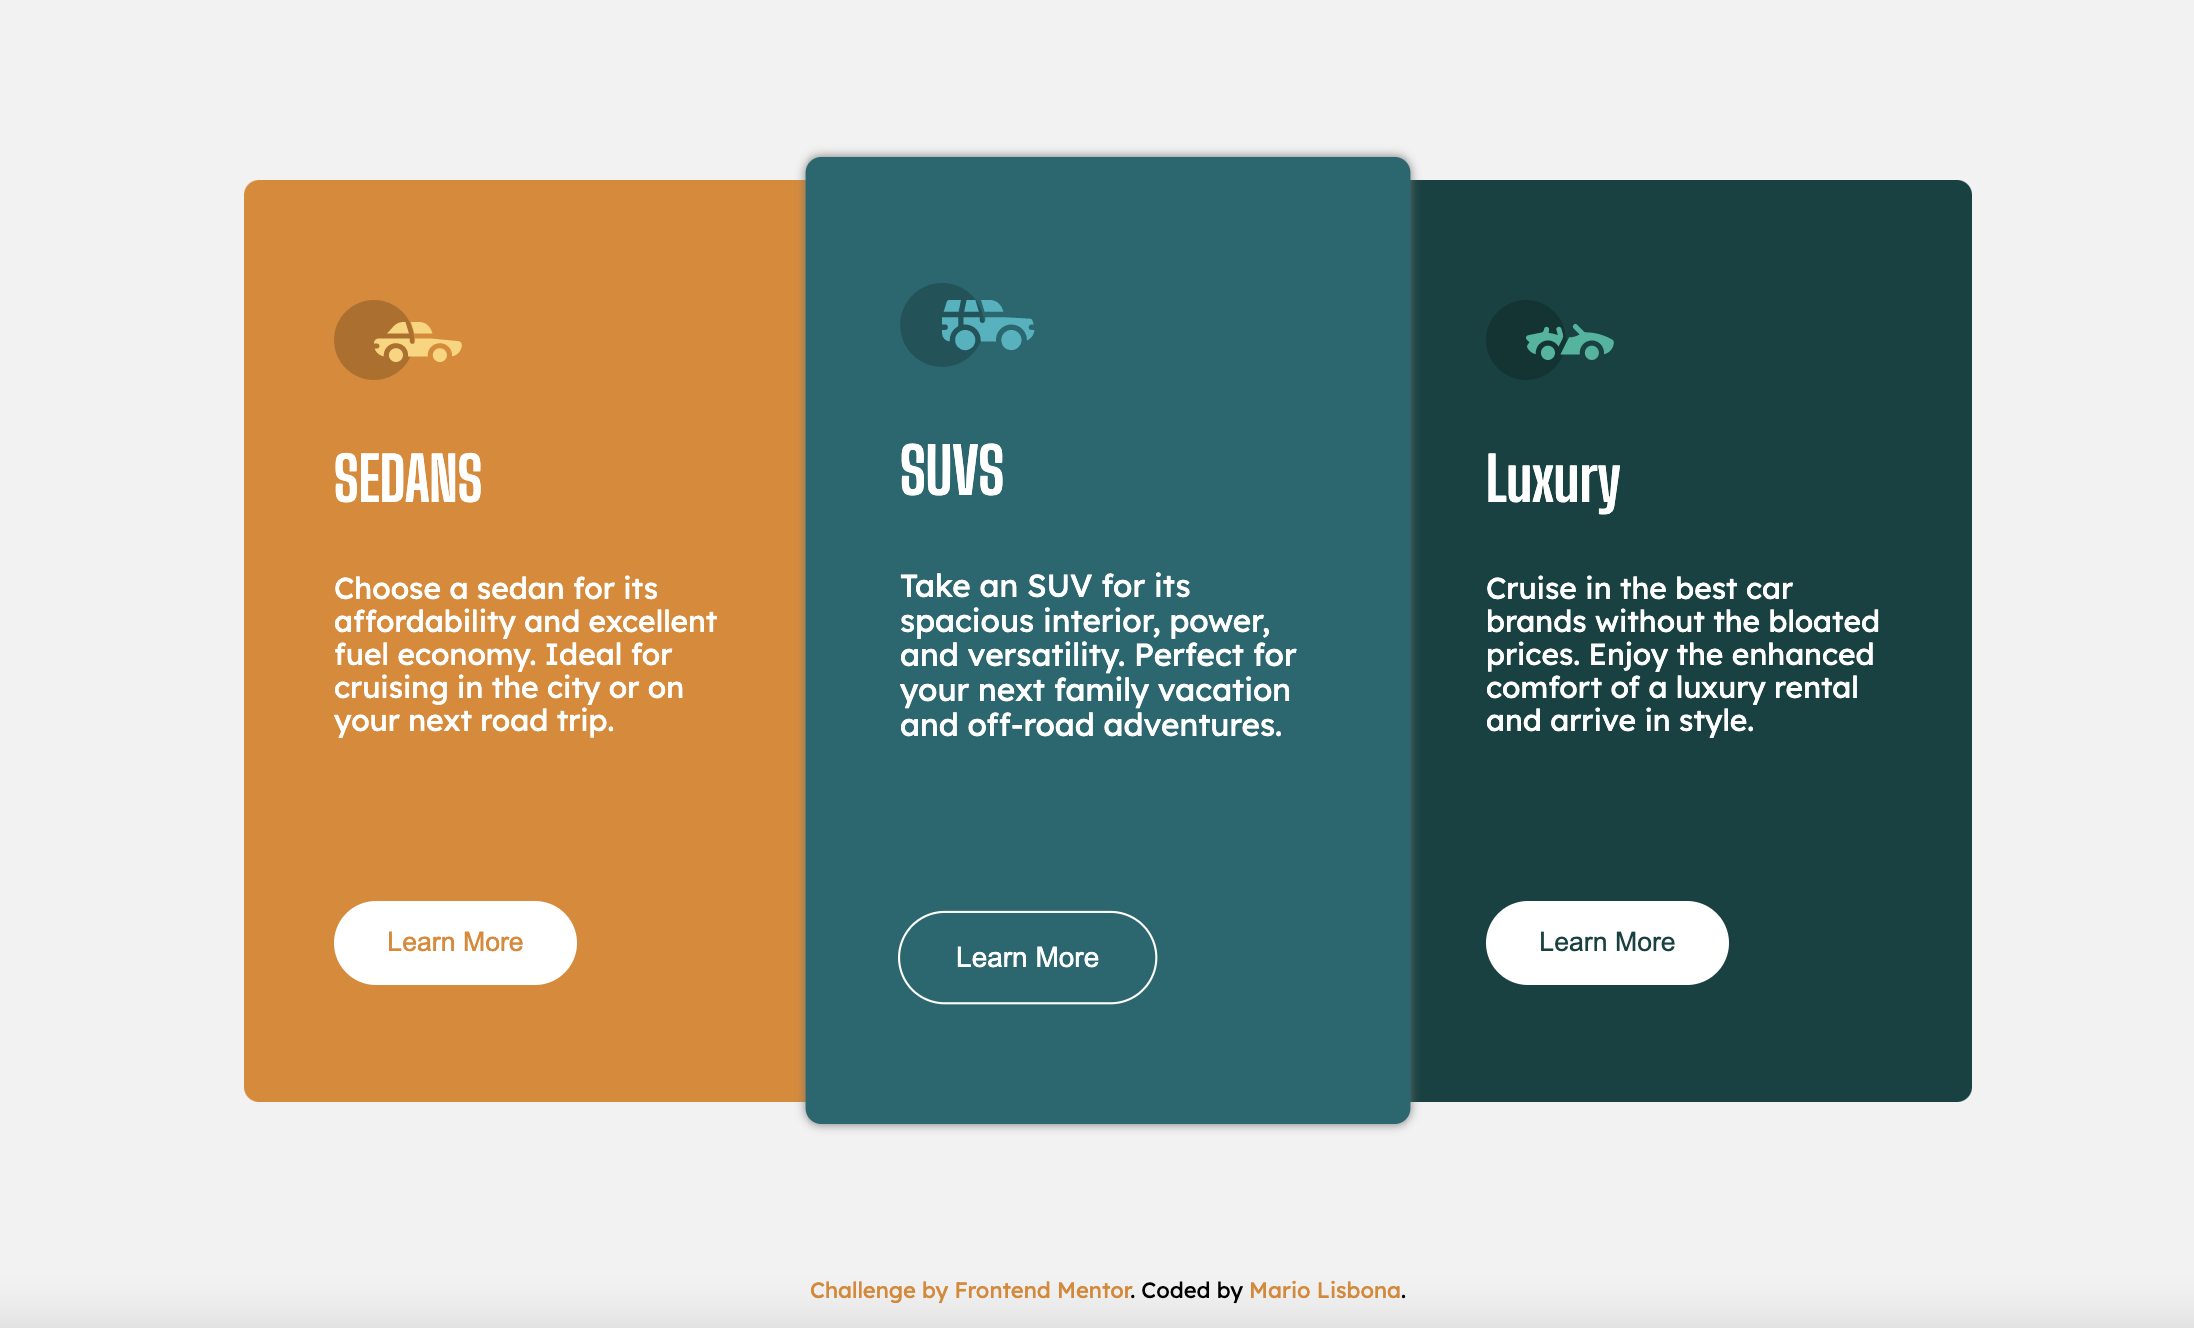 SEDANS
Choose a sedan for its
affordability and excellent
fuel economy. Ideal for
cruising in the city or on
your next road trip.
Learn More
SUVS
Take an SUV for its
spacious interior, power,
and versatility. Perfect for
your next family vacation
and off-road adventures.
Learn More
Luxury
Cruise in the best car
brands without the bloated
prices. Enjoy the enhanced
comfort of a luxury rental
and arrive in style.
Learn More
Challenge by Frontend Mentor. Coded by Mario Lisbona.